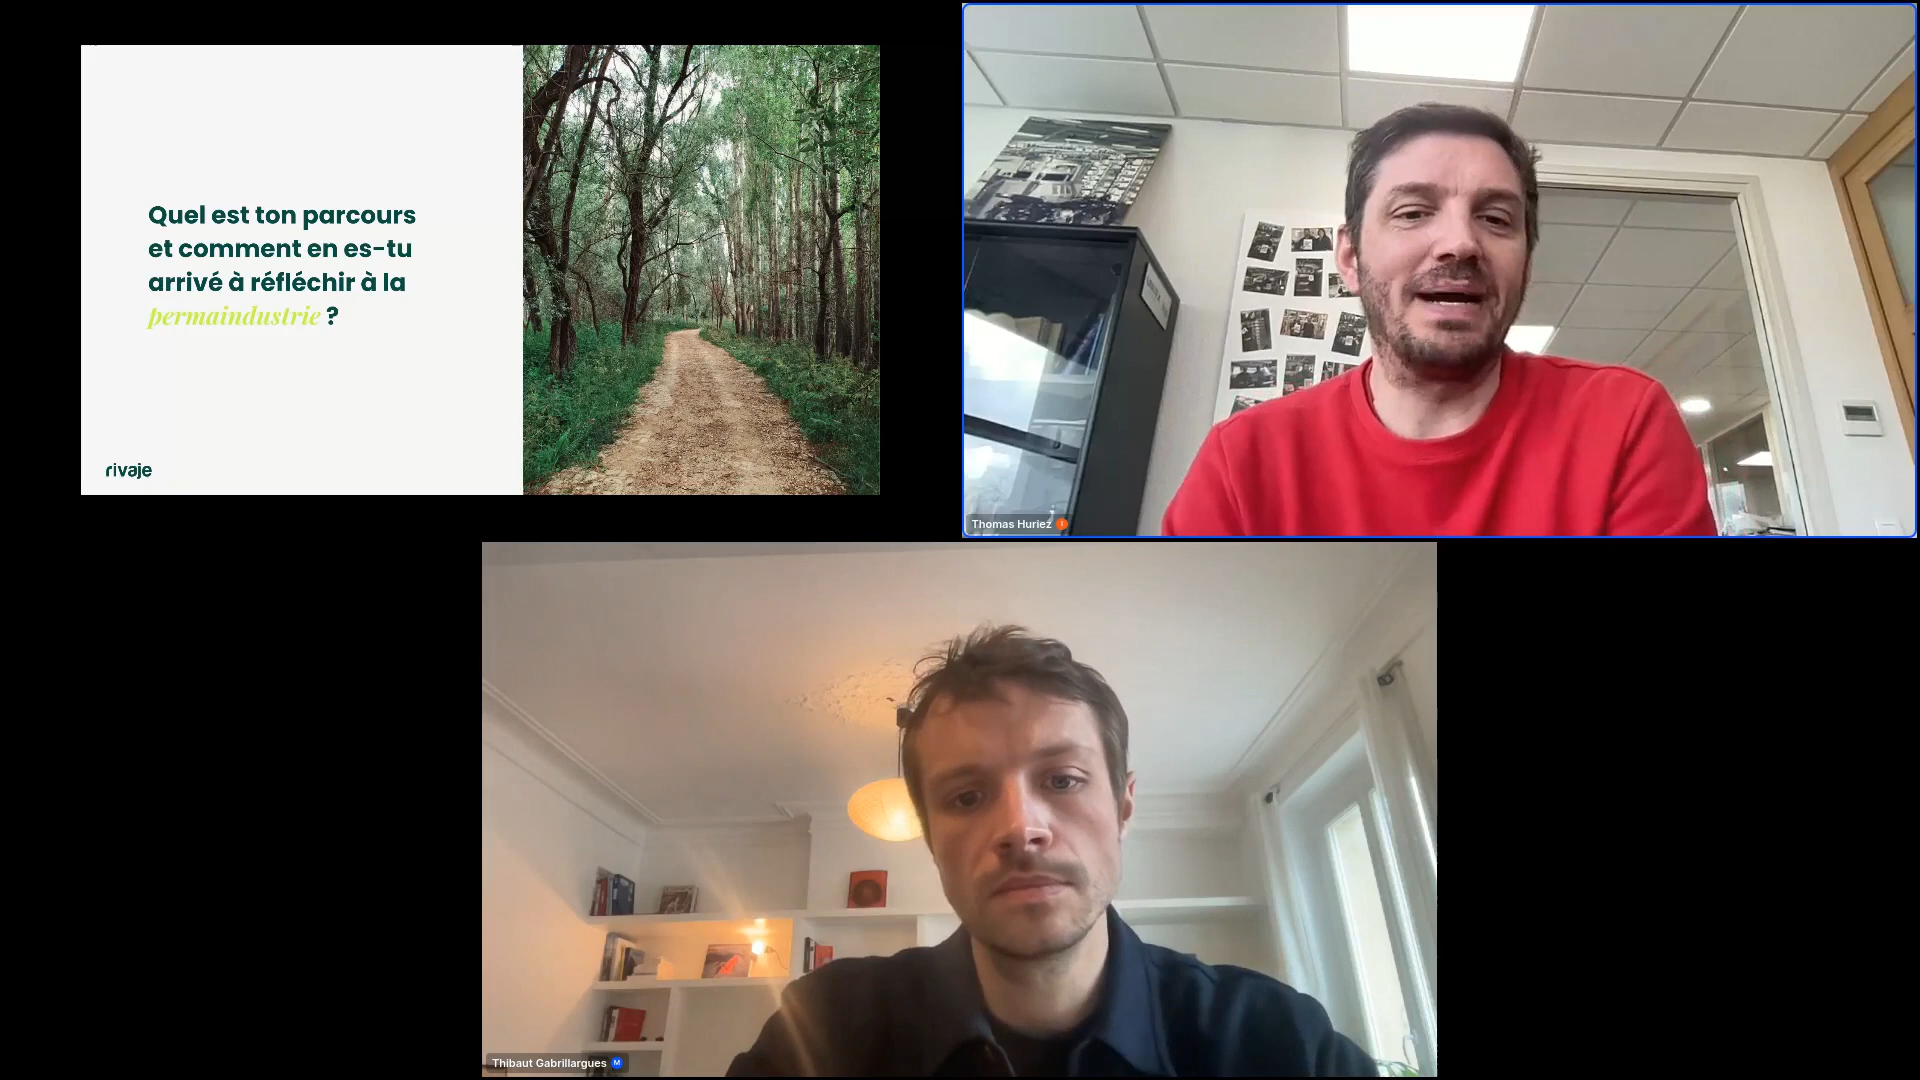 Quel est ton parcours
et comment en es-tu
arrivé à réfléchir à la
permaindustrie ?
rivaje
Thomas Huriez
I
Thibaut Gabrillargues
M